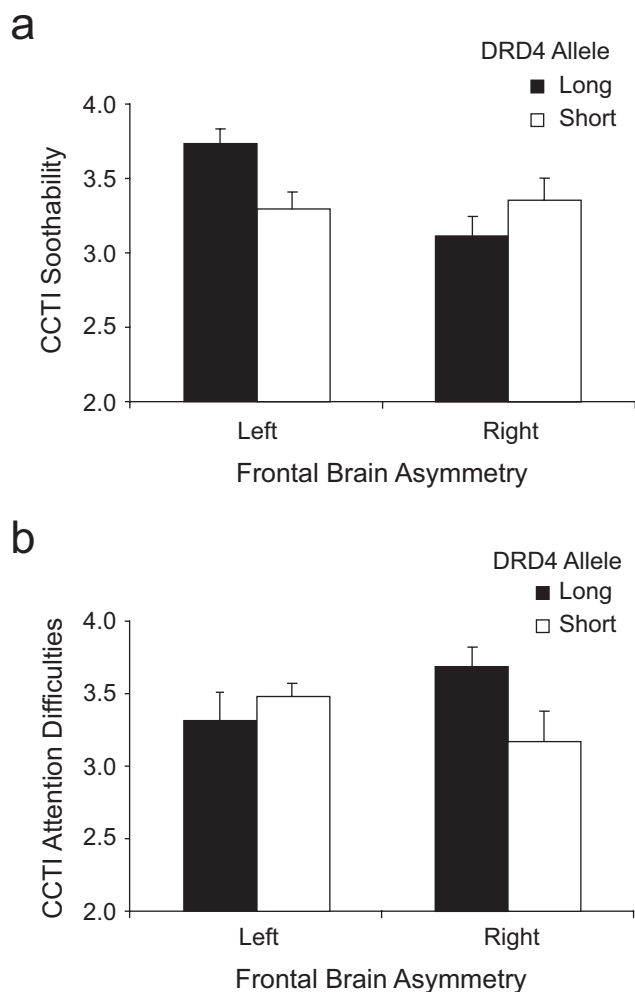 a
DRD4 Allele
Long
Short
4.0
3.5
3.0
2.5
2.0
CCTI Soothability
Left
Right
Frontal Brain Asymmetry
b
DRD4 Allele
Long
Short
4.0
3.5
3.0
2.5
2.0
CCTI Attention Difficulties
Left
Right
Frontal Brain Asymmetry